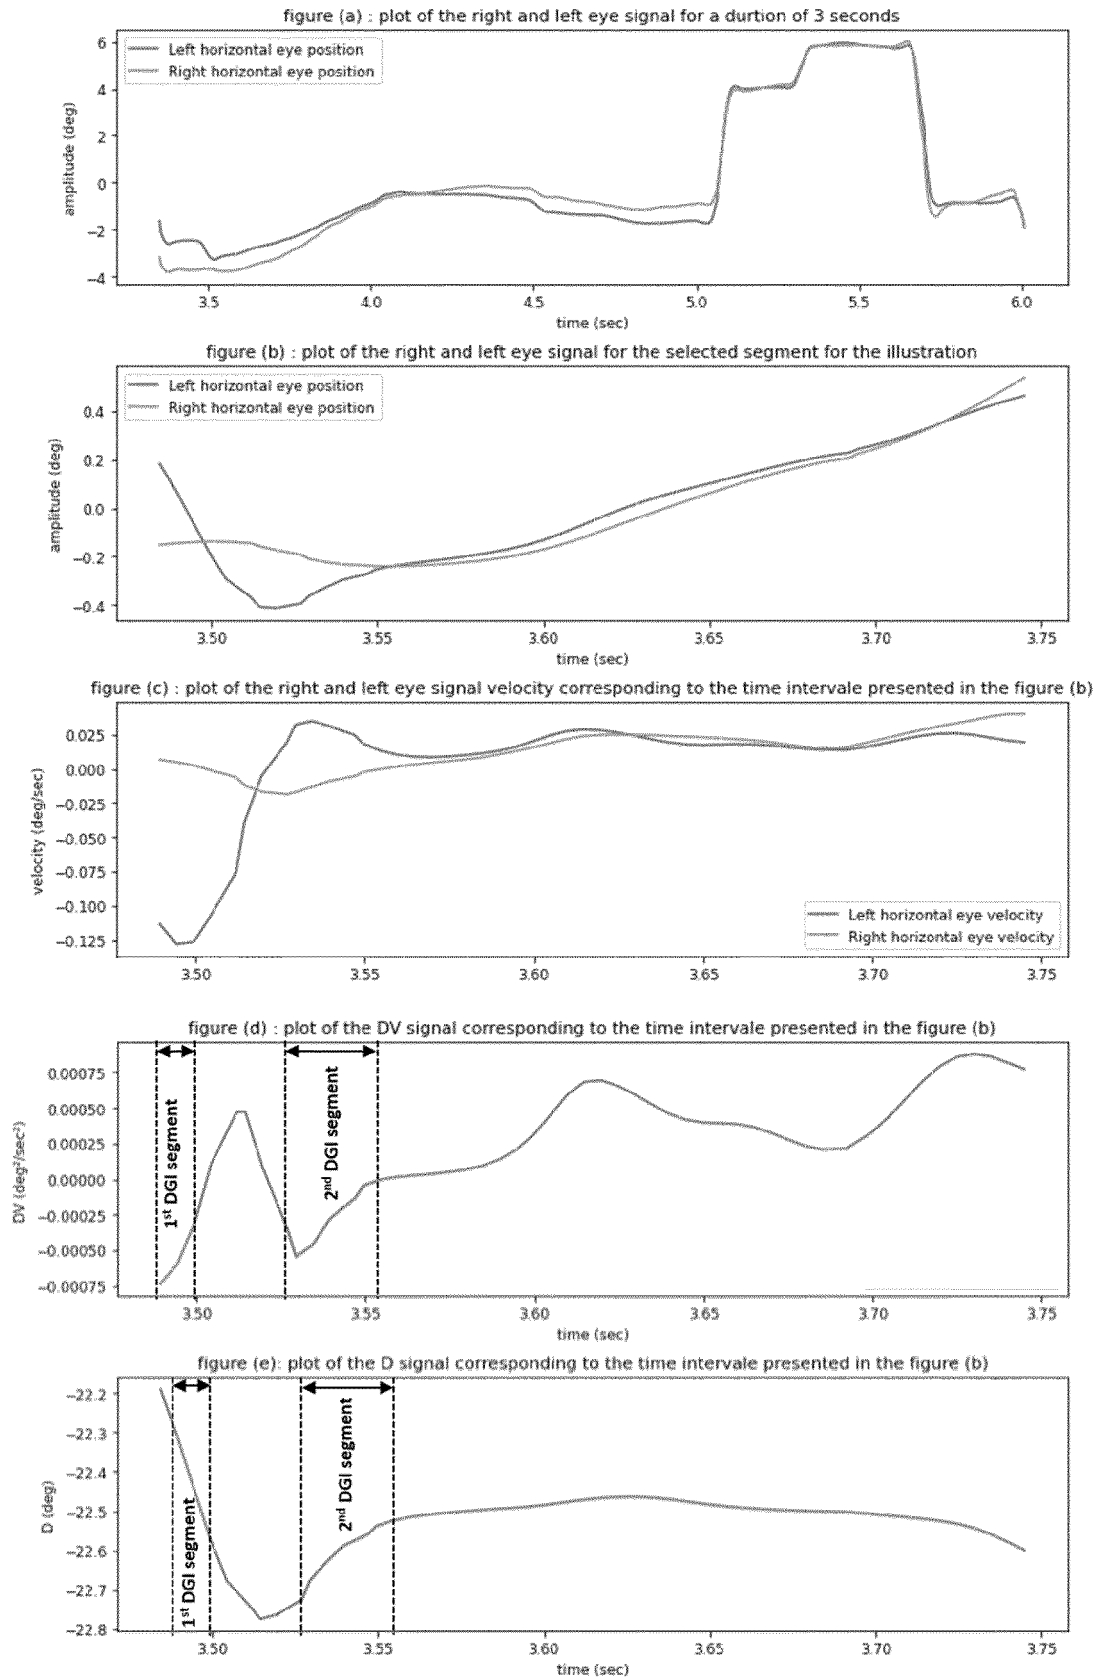 figure (a) : plot of the right and left eye signal for a durtion of 3 seconds
Left horizontal eye position
Right horizontal eye position
6
4
2
0
−2
−4
amplitude (deg)
3.5 4.0 4.5 5.0 5.5 6.0
time (sec)
figure (b) : plot of the right and left eye signal for the selected segment for the illustration
Left horizontal eye position
Right horizontal eye position
0.4
0.2
0.0
−0.2
−0.4
amplitude (deg)
3.50 3.55 3.60 3.65 3.70 3.75
time (sec)
figure (c) : plot of the right and left eye signal velocity corresponding to the time intervale presented in the figure (b)
0.025
0.000
−0.025
−0.050
−0.075
−0.100
−0.125
velocity (deg/sec)
Left horizontal eye velocity
Right horizontal eye velocity
3.50 3.55 3.60 3.65 3.70 3.75
figure (d) : plot of the DV signal corresponding to the time intervale presented in the figure (b)
0.00075
0.00050
0.00025
0.00000
−0.00025
−0.00050
−0.00075
DV (deg²/sec²)
1st DGI segment
2nd DGI segment
3.50 3.55 3.60 3.65 3.70 3.75
time (sec)
figure (e): plot of the D signal corresponding to the time intervale presented in the figure (b)
−22.2
−22.3
−22.4
−22.5
−22.6
−22.7
−22.8
D (deg)
1st DGI segment
2nd DGI segment
3.50 3.55 3.60 3.65 3.70 3.75
time (sec)